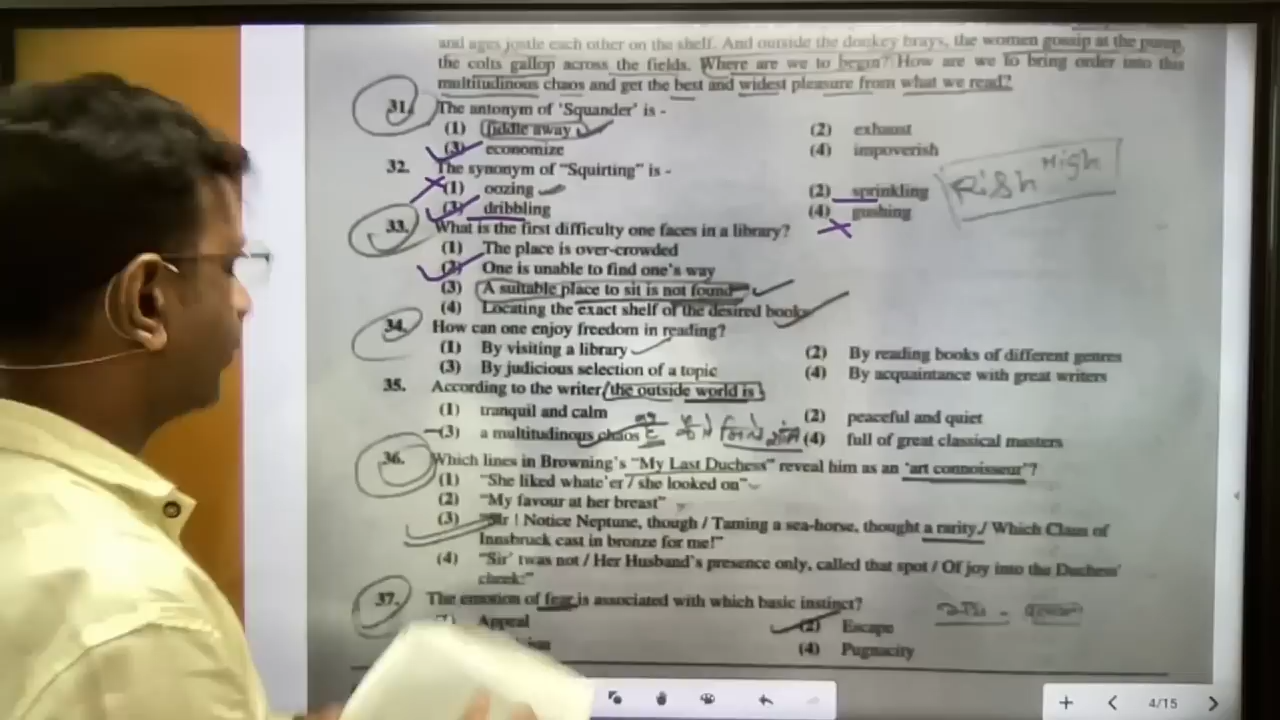 and ages jostle each other on the shelf. And outside the donkey brays, the women gossip at the pump,
the colts gallop across the fields. Where are we to begin? How are we to bring order into this
multitudinous chaos and get the best and widest pleasure from what we read?
31. The antonym of 'Squander' is -
(1) fiddle away (2) exhaust
(3) economize (4) impoverish
32. The synonym of "Squirting" is -
(1) oozing (2) sprinkling
(3) dribbling (4) gushing
Rish High
33. What is the first difficulty one faces in a library?
(1) The place is over-crowded
(2) One is unable to find one's way
(3) A suitable place to sit is not found
(4) Locating the exact shelf of the desired book
34. How can one enjoy freedom in reading?
(1) By visiting a library (2) By reading books of different genres
(3) By judicious selection of a topic (4) By acquaintance with great writers
35. According to the writer the outside world is
(1) tranquil and calm (2) peaceful and quiet
(3) a multitudinous chaos (4) full of great classical masters
36. Which lines in Browning's "My Last Duchess" reveal him as an 'art connoisseur'?
(1) "She liked whate'er / she looked on"
(2) "My favour at her breast"
(3) "Sir ! Notice Neptune, though / Taming a sea-horse, thought a rarity / Which Claus of
Innsbruck cast in bronze for me!"
(4) "Sir' twas not / Her Husband's presence only, called that spot / Of joy into the Duchess'
cheek:"
37. The emotion of fear is associated with which basic instinct?
Appeal (2) Escape
(4) Pugnacity
4/15